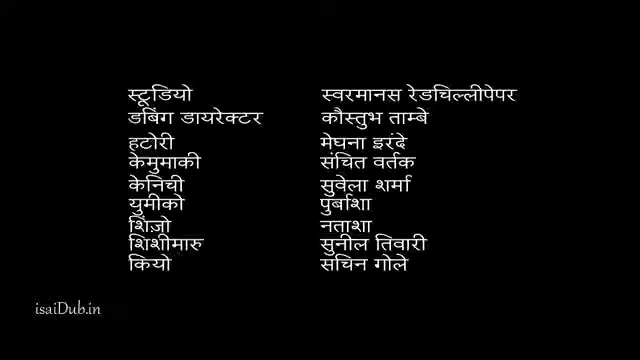 स्टूडियो स्वरमानस रेडचिल्लीपेपर
डबिंग डायरेक्टर कौस्तुभ ताम्बे
हटोरी मेघना इरंदे
केमुमाकी संचित वर्तक
केनिची सुवेला शर्मा
युमीको पुर्बाशा
शिंज़ो नताशा
शिशीमारु सुनील तिवारी
कियो सचिन गोले
isaiDub.in